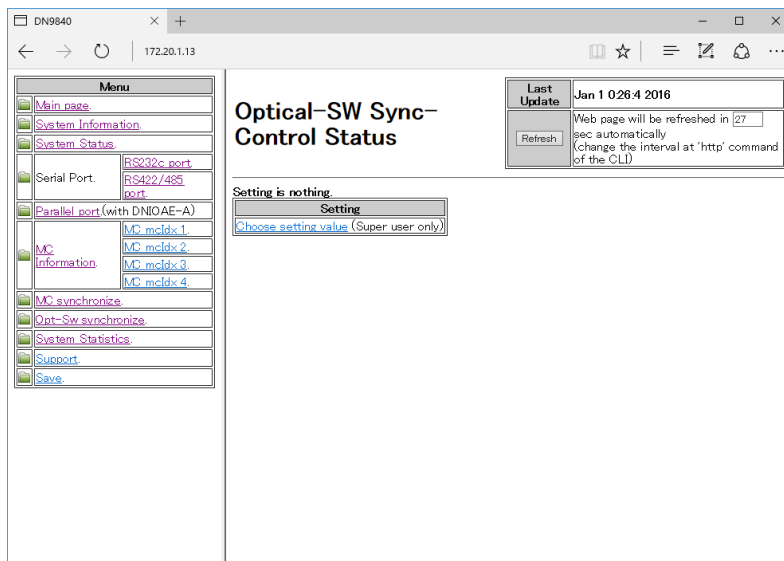 DN9840
172.20.1.13
Menu
Main page.
System Information.
System Status.
Serial Port.
RS232c port.
RS422/485
port.
Parallel port.(with DNIOAE-A)
MC
Information.
MC mcIdx 1.
MC mcIdx 2.
MC mcIdx 3.
MC mcIdx 4.
MC synchronize.
Opt-Sw synchronize.
System Statistics.
Support.
Save.
Optical-SW Sync-
Control Status
Last
Update
Jan 1 0:26:4 2016
Refresh
Web page will be refreshed in 27
sec automatically
(change the interval at 'http' command
of the CLI)
Setting is nothing.
Setting
Choose setting value (Super user only)